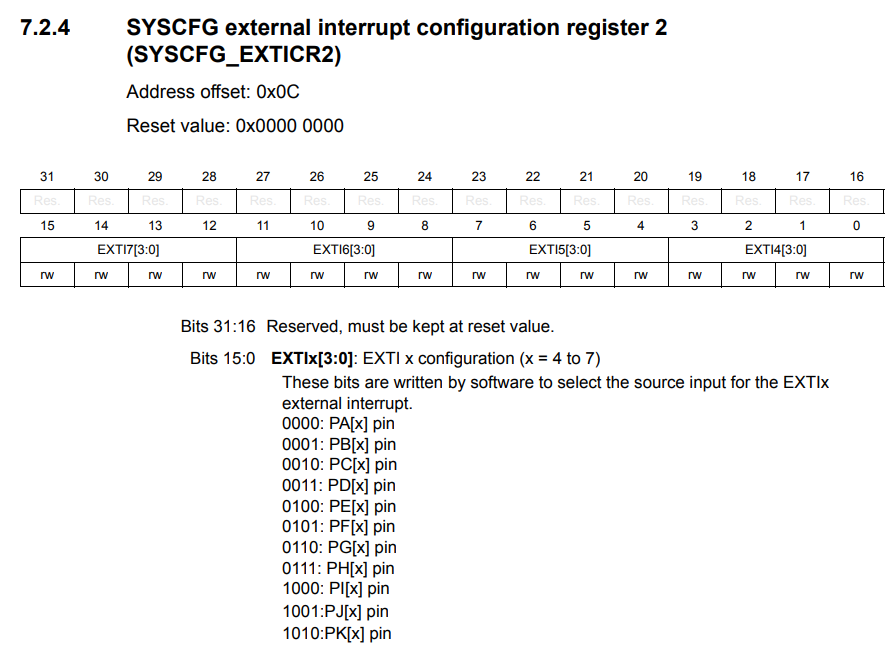 7.2.4 SYSCFG external interrupt configuration register 2
(SYSCFG_EXTICR2)
Address offset: 0x0C
Reset value: 0x0000 0000
31 30 29 28 27 26 25 24 23 22 21 20 19 18 17 16
Res. Res. Res. Res. Res. Res. Res. Res. Res. Res. Res. Res. Res. Res. Res. Res.
15 14 13 12 11 10 9 8 7 6 5 4 3 2 1 0
EXTI7[3:0] EXTI6[3:0] EXTI5[3:0] EXTI4[3:0]
rw rw rw rw rw rw rw rw rw rw rw rw rw rw rw rw
Bits 31:16 Reserved, must be kept at reset value.
Bits 15:0 EXTIx[3:0]: EXTI x configuration (x = 4 to 7)
These bits are written by software to select the source input for the EXTIx
external interrupt.
0000: PA[x] pin
0001: PB[x] pin
0010: PC[x] pin
0011: PD[x] pin
0100: PE[x] pin
0101: PF[x] pin
0110: PG[x] pin
0111: PH[x] pin
1000: PI[x] pin
1001:PJ[x] pin
1010:PK[x] pin